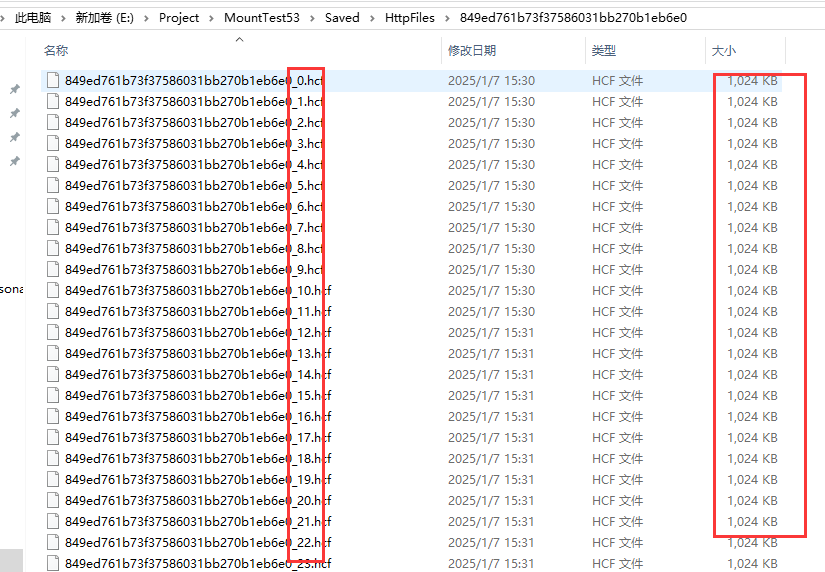 此电脑 > 新加卷 (E:) > Project > MountTest53 > Saved > HttpFiles > 849ed761b73f37586031bb270b1eb6e0
名称 修改日期 类型 大小
849ed761b73f37586031bb270b1eb6e0_0.hcf 2025/1/7 15:30 HCF 文件 1,024 KB
849ed761b73f37586031bb270b1eb6e0_1.hcf 2025/1/7 15:30 HCF 文件 1,024 KB
849ed761b73f37586031bb270b1eb6e0_2.hcf 2025/1/7 15:30 HCF 文件 1,024 KB
849ed761b73f37586031bb270b1eb6e0_3.hcf 2025/1/7 15:30 HCF 文件 1,024 KB
849ed761b73f37586031bb270b1eb6e0_4.hcf 2025/1/7 15:30 HCF 文件 1,024 KB
849ed761b73f37586031bb270b1eb6e0_5.hcf 2025/1/7 15:30 HCF 文件 1,024 KB
849ed761b73f37586031bb270b1eb6e0_6.hcf 2025/1/7 15:30 HCF 文件 1,024 KB
849ed761b73f37586031bb270b1eb6e0_7.hcf 2025/1/7 15:30 HCF 文件 1,024 KB
849ed761b73f37586031bb270b1eb6e0_8.hcf 2025/1/7 15:30 HCF 文件 1,024 KB
849ed761b73f37586031bb270b1eb6e0_9.hcf 2025/1/7 15:30 HCF 文件 1,024 KB
sona 849ed761b73f37586031bb270b1eb6e0_10.hcf 2025/1/7 15:30 HCF 文件 1,024 KB
849ed761b73f37586031bb270b1eb6e0_11.hcf 2025/1/7 15:30 HCF 文件 1,024 KB
849ed761b73f37586031bb270b1eb6e0_12.hcf 2025/1/7 15:31 HCF 文件 1,024 KB
849ed761b73f37586031bb270b1eb6e0_13.hcf 2025/1/7 15:31 HCF 文件 1,024 KB
849ed761b73f37586031bb270b1eb6e0_14.hcf 2025/1/7 15:31 HCF 文件 1,024 KB
849ed761b73f37586031bb270b1eb6e0_15.hcf 2025/1/7 15:31 HCF 文件 1,024 KB
849ed761b73f37586031bb270b1eb6e0_16.hcf 2025/1/7 15:31 HCF 文件 1,024 KB
849ed761b73f37586031bb270b1eb6e0_17.hcf 2025/1/7 15:31 HCF 文件 1,024 KB
849ed761b73f37586031bb270b1eb6e0_18.hcf 2025/1/7 15:31 HCF 文件 1,024 KB
849ed761b73f37586031bb270b1eb6e0_19.hcf 2025/1/7 15:31 HCF 文件 1,024 KB
849ed761b73f37586031bb270b1eb6e0_20.hcf 2025/1/7 15:31 HCF 文件 1,024 KB
849ed761b73f37586031bb270b1eb6e0_21.hcf 2025/1/7 15:31 HCF 文件 1,024 KB
849ed761b73f37586031bb270b1eb6e0_22.hcf 2025/1/7 15:31 HCF 文件 1,024 KB
849ed761b73f37586031bb270b1eb6e0_23.hcf 2025/1/7 15:31 HCF 文件 1,024 KB